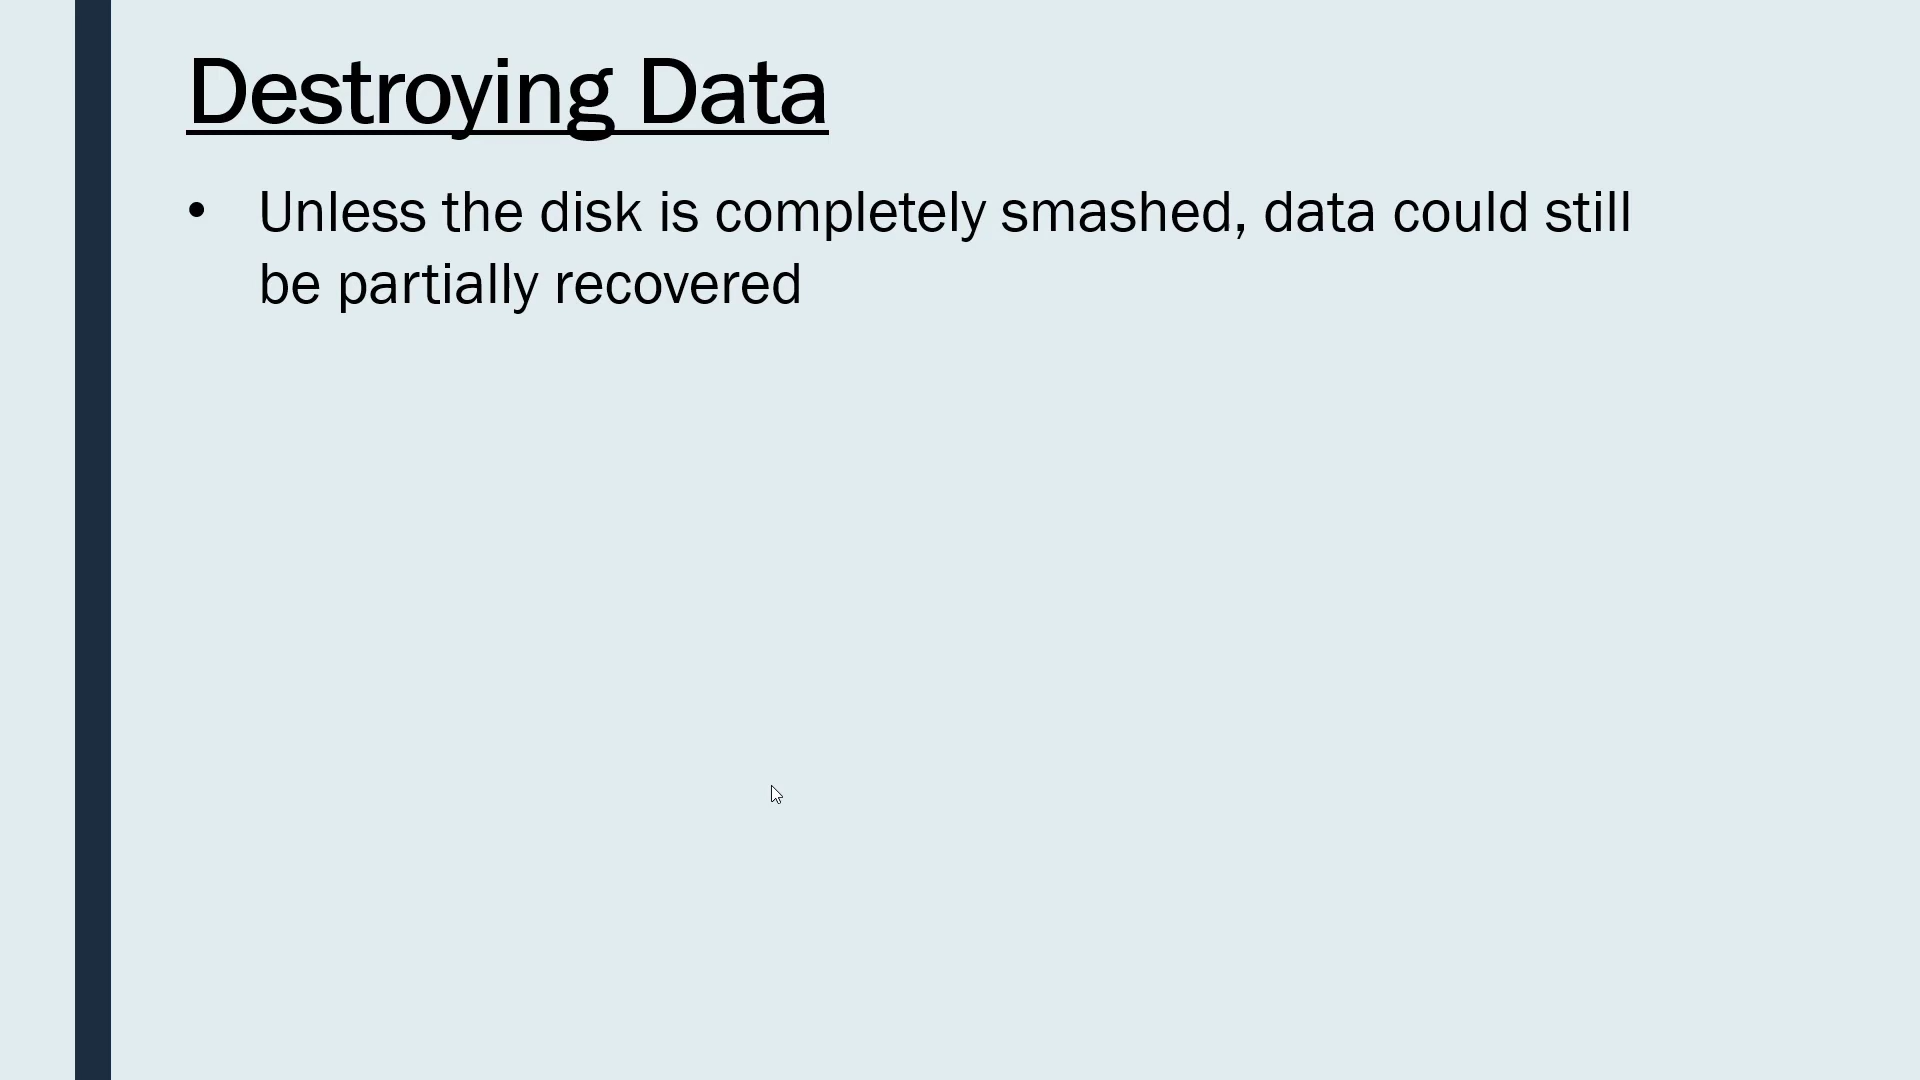 Destroying Data
• Unless the disk is completely smashed, data could still
be partially recovered